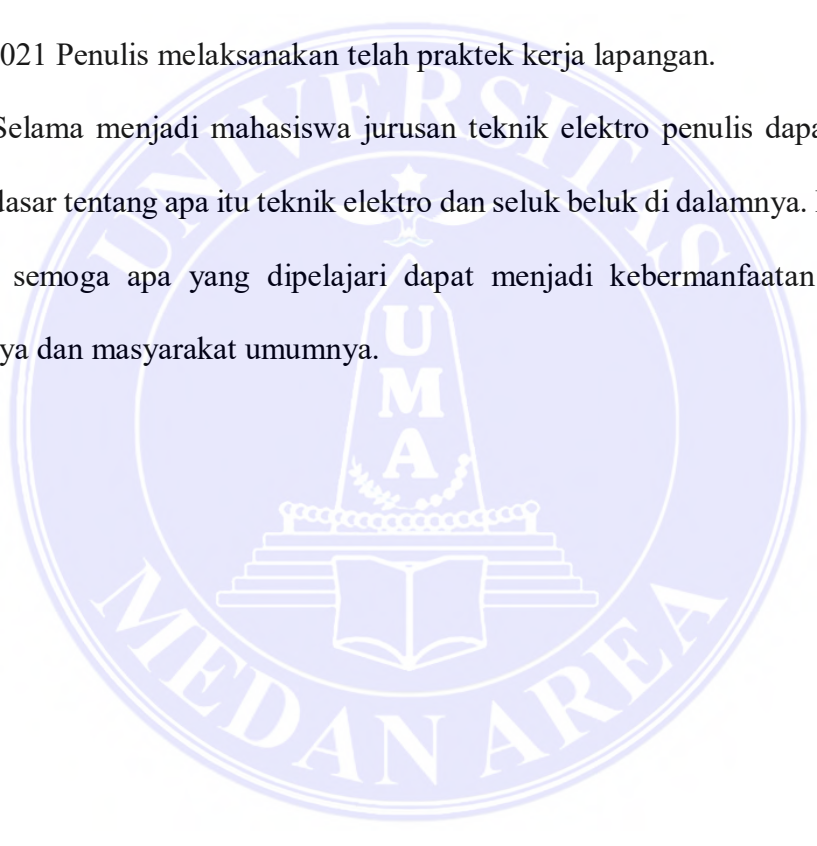 021 Penulis melaksanakan telah praktek kerja lapangan.
Selama menjadi mahasiswa jurusan teknik elektro penulis
dasar tentang apa itu teknik elektro dan seluk beluk di dalamnya.
semoga apa yang dipelajari dapat menjadi kebermanfaatan
ya dan masyarakat umumnya.
UNIVERSITAS
UMA
MEDAN AREA